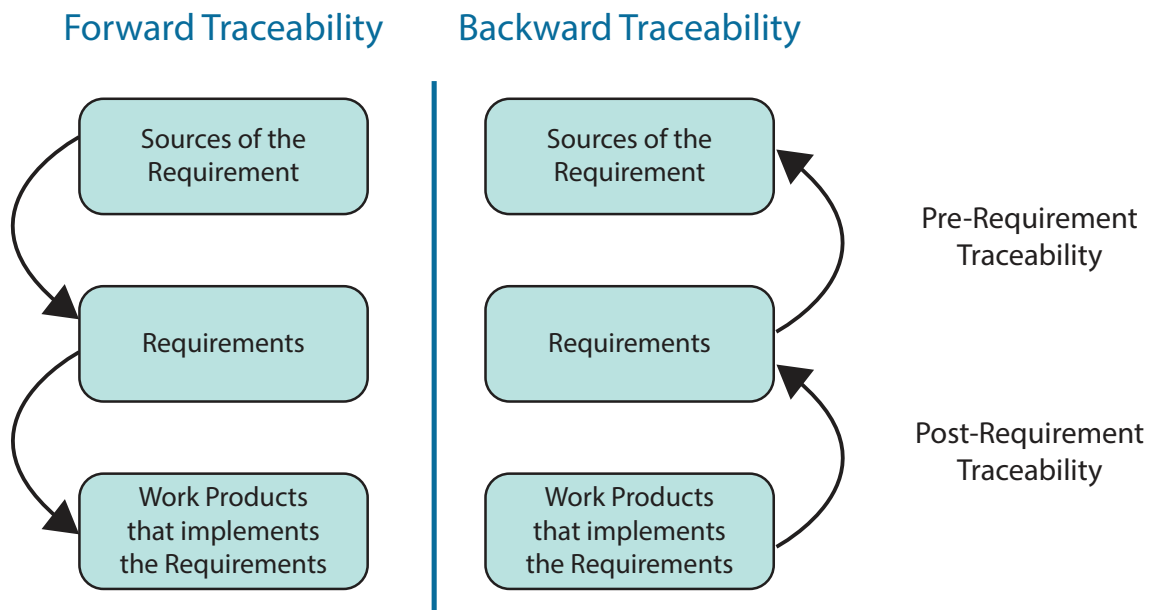 Forward Traceability
Backward Traceability
Sources of the
Requirement
Requirements
Work Products
that implements
the Requirements
Sources of the
Requirement
Requirements
Work Products
that implements
the Requirements
Pre-Requirement
Traceability
Post-Requirement
Traceability